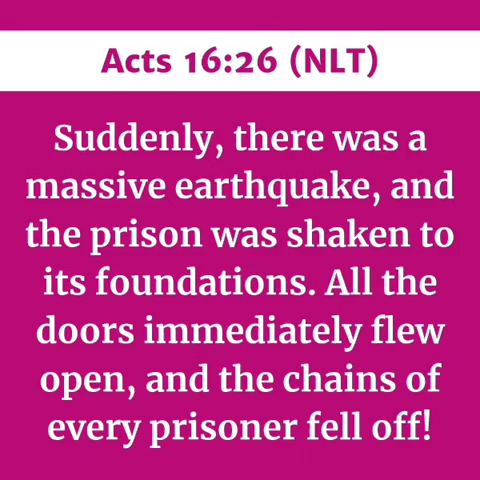 Acts 16:26 (NLT)
Suddenly, there was a
massive earthquake, and
the prison was shaken to
its foundations. All the
doors immediately flew
open, and the chains of
every prisoner fell off!